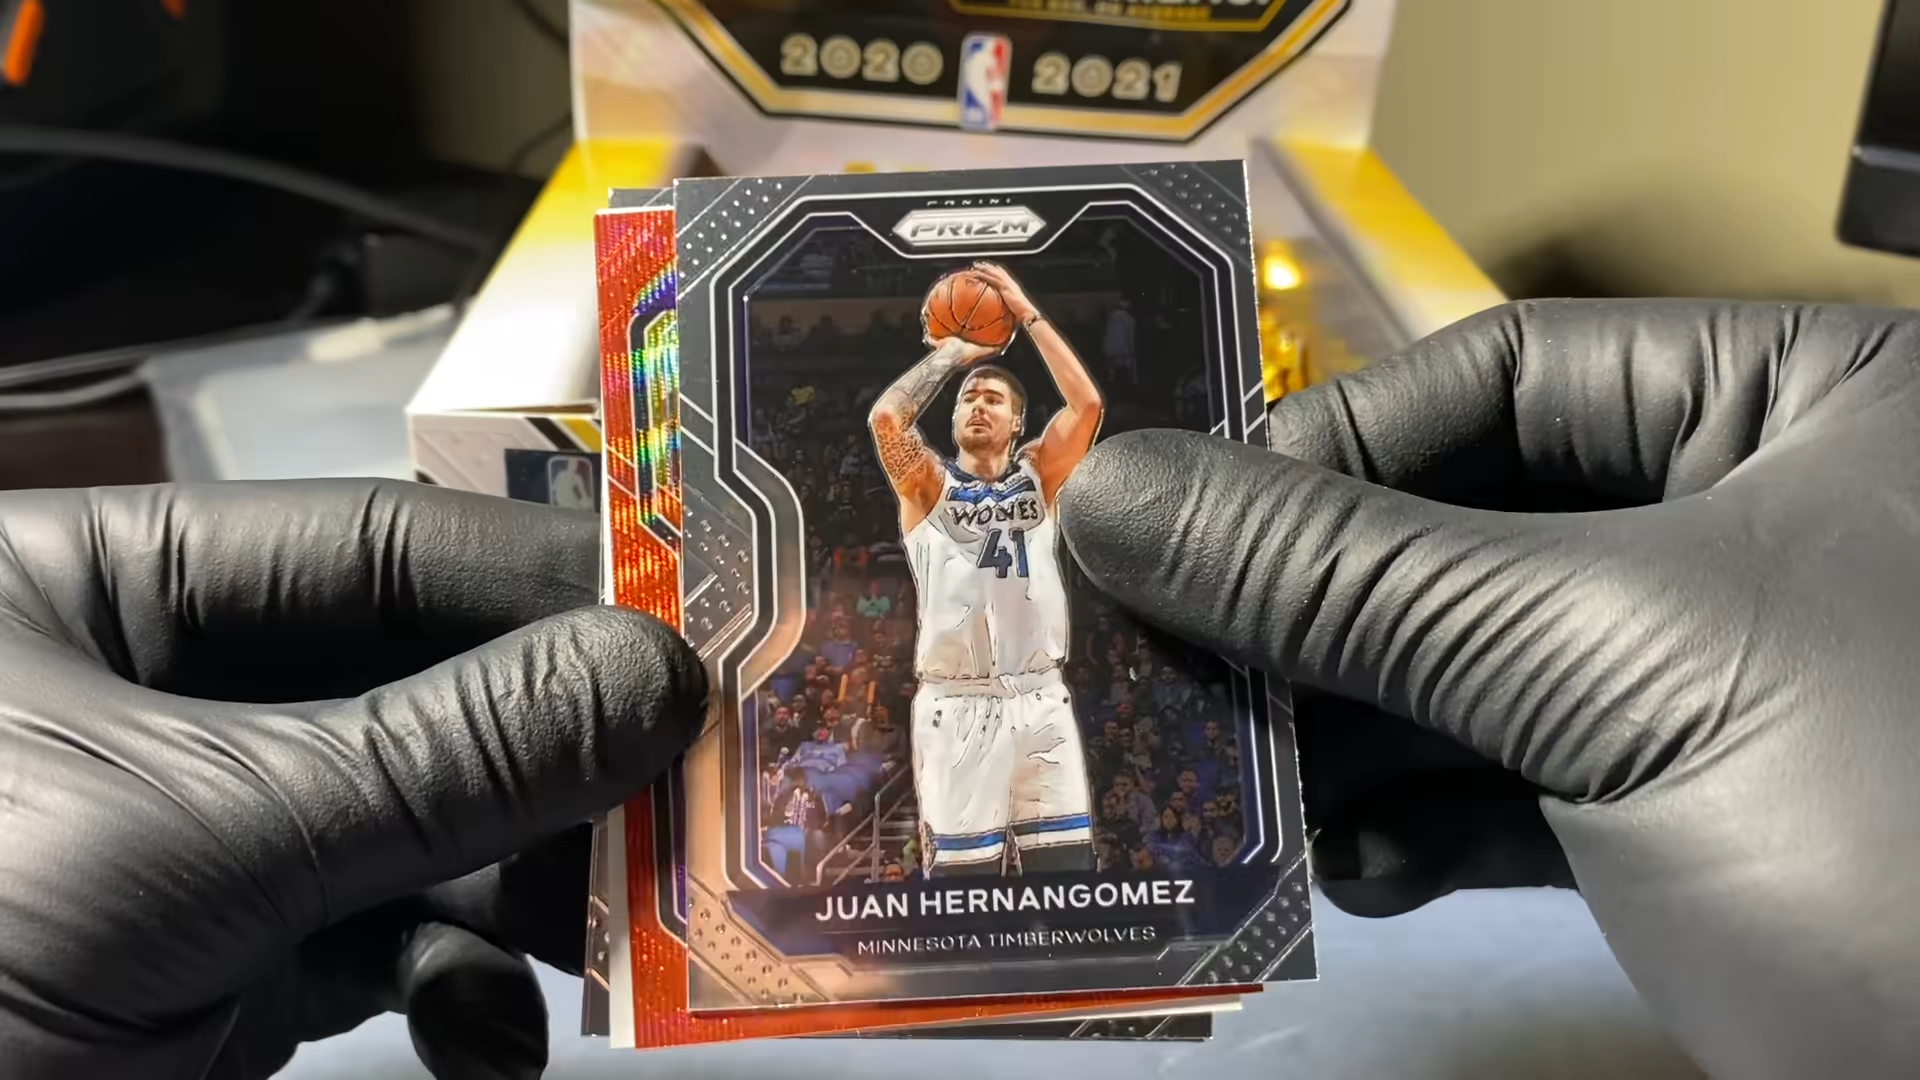 2020 2021
PANINI
PRIZM
WOLVES
41
JUAN HERNANGOMEZ
MINNESOTA TIMBERWOLVES